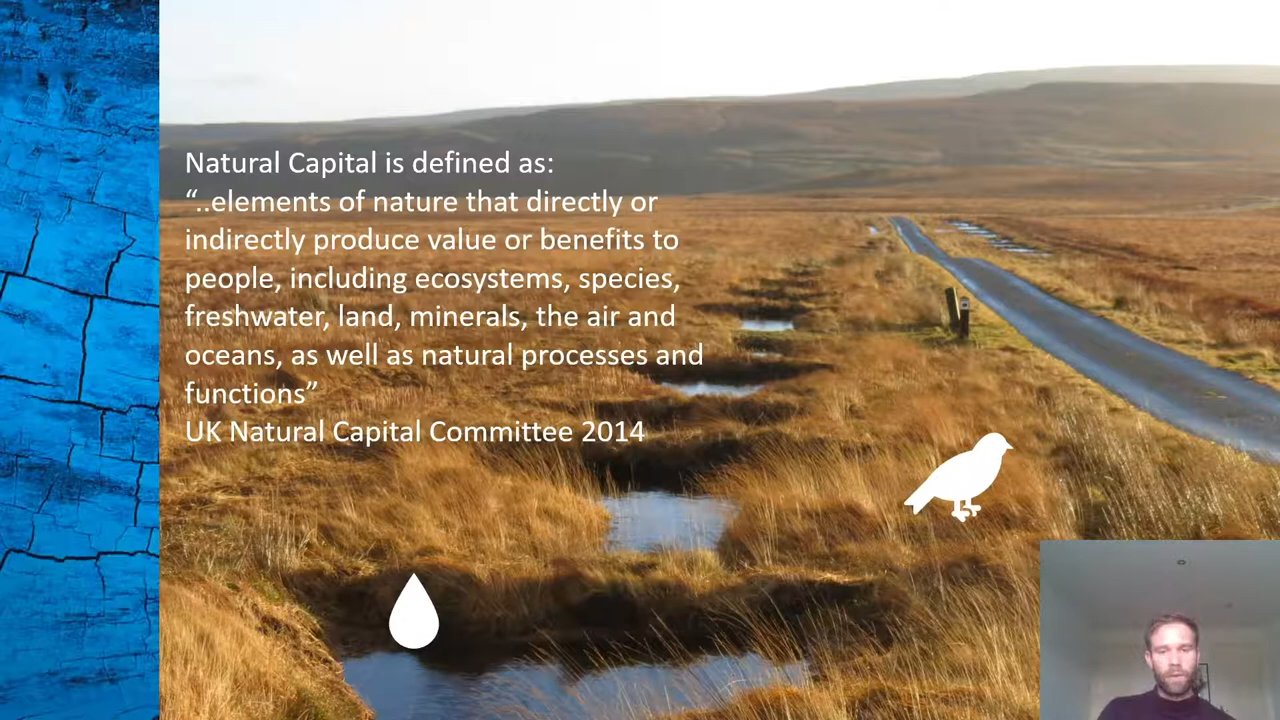 Natural Capital is defined as:
“..elements of nature that directly or
indirectly produce value or benefits to
people, including ecosystems, species,
freshwater, land, minerals, the air and
oceans, as well as natural processes and
functions”
UK Natural Capital Committee 2014